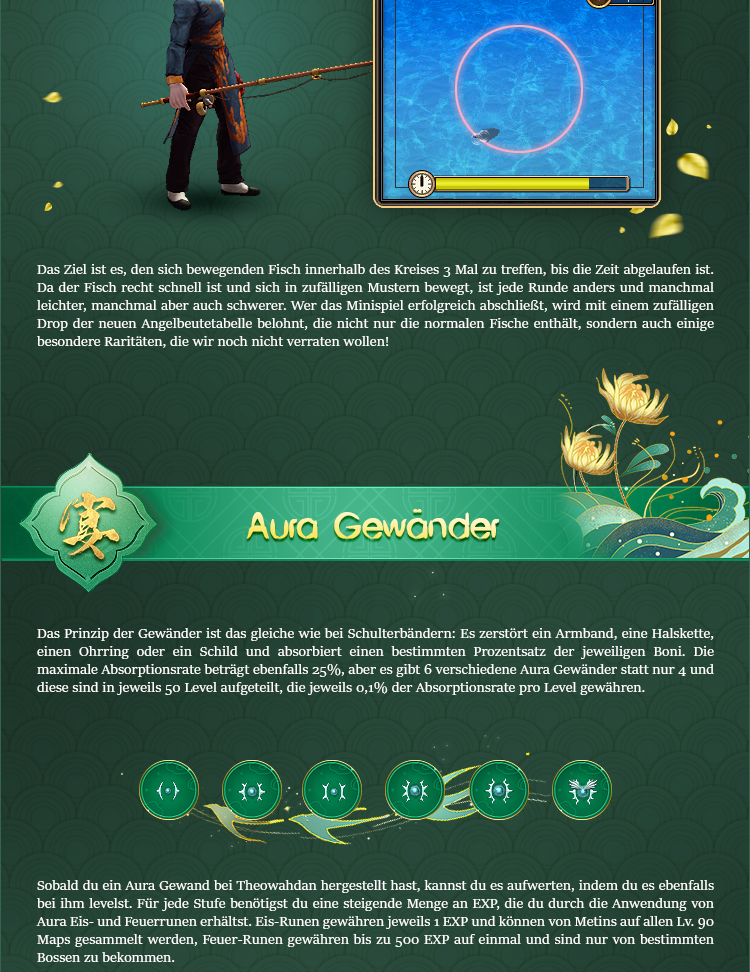 Das Ziel ist es, den sich bewegenden Fisch innerhalb des Kreises 3 Mal zu treffen, bis die Zeit abgelaufen ist.
Da der Fisch recht schnell ist und sich in zufälligen Mustern bewegt, ist jede Runde anders und manchmal
leichter, manchmal aber auch schwerer. Wer das Minispiel erfolgreich abschließt, wird mit einem zufälligen
Drop der neuen Angelbeutetabelle belohnt, die nicht nur die normalen Fische enthält, sondern auch einige
besondere Raritäten, die wir noch nicht verraten wollen!
宴
Aura Gewänder
Das Prinzip der Gewänder ist das gleiche wie bei Schulterbändern: Es zerstört ein Armband, eine Halskette,
einen Ohrring oder ein Schild und absorbiert einen bestimmten Prozentsatz der jeweiligen Boni. Die
maximale Absorptionsrate beträgt ebenfalls 25%, aber es gibt 6 verschiedene Aura Gewänder statt nur 4 und
diese sind in jeweils 50 Level aufgeteilt, die jeweils 0,1% der Absorptionsrate pro Level gewähren.
Sobald du ein Aura Gewand bei Theowahdan hergestellt hast, kannst du es aufwerten, indem du es ebenfalls
bei ihm levelst. Für jede Stufe benötigst du eine steigende Menge an EXP, die du durch die Anwendung von
Aura Eis- und Feuerrunen erhältst. Eis-Runen gewähren jeweils 1 EXP und können von Metins auf allen Lv. 90
Maps gesammelt werden, Feuer-Runen gewähren bis zu 500 EXP auf einmal und sind nur von bestimmten
Bossen zu bekommen.